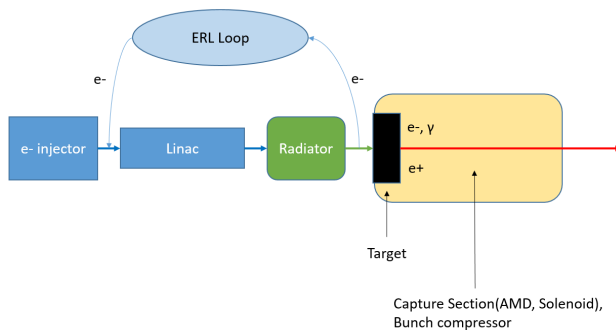 ERL Loop
e-
e-
e- injector
Linac
Radiator
e-, γ
e+
Target
Capture Section(AMD, Solenoid),
Bunch compressor